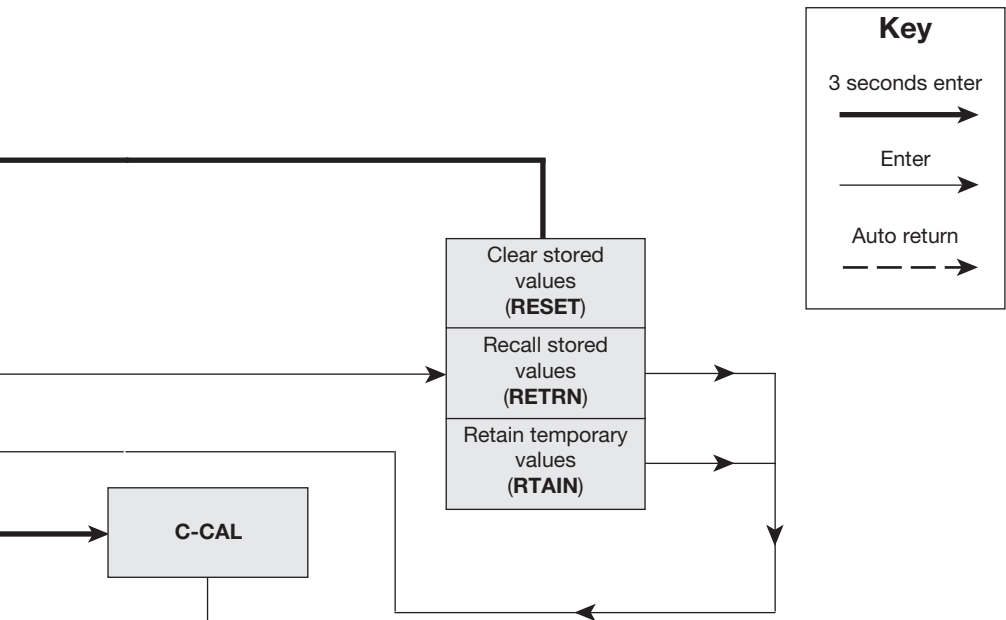 Key
3 seconds enter
Enter
Auto return
Clear stored
values
(RESET)
Recall stored
values
(RETRN)
Retain temporary
values
(RTAIN)
C-CAL